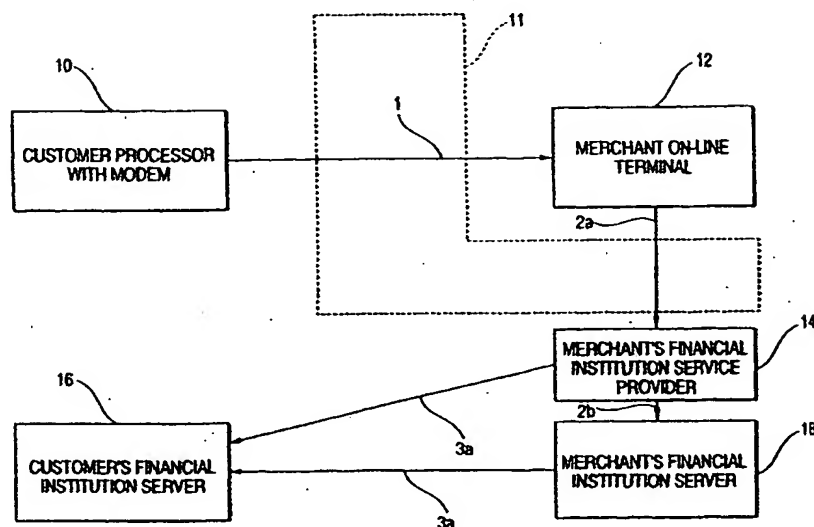 11
10
12
1
CUSTOMER PROCESSOR
WITH MODEM
MERCHANT ON-LINE
TERMINAL
2a
14
MERCHANT'S FINANCIAL
INSTITUTION SERVICE
PROVIDER
16
2b
18
3a
CUSTOMER'S FINANCIAL
INSTITUTION SERVER
MERCHANT'S FINANCIAL
INSTITUTION SERVER
3a